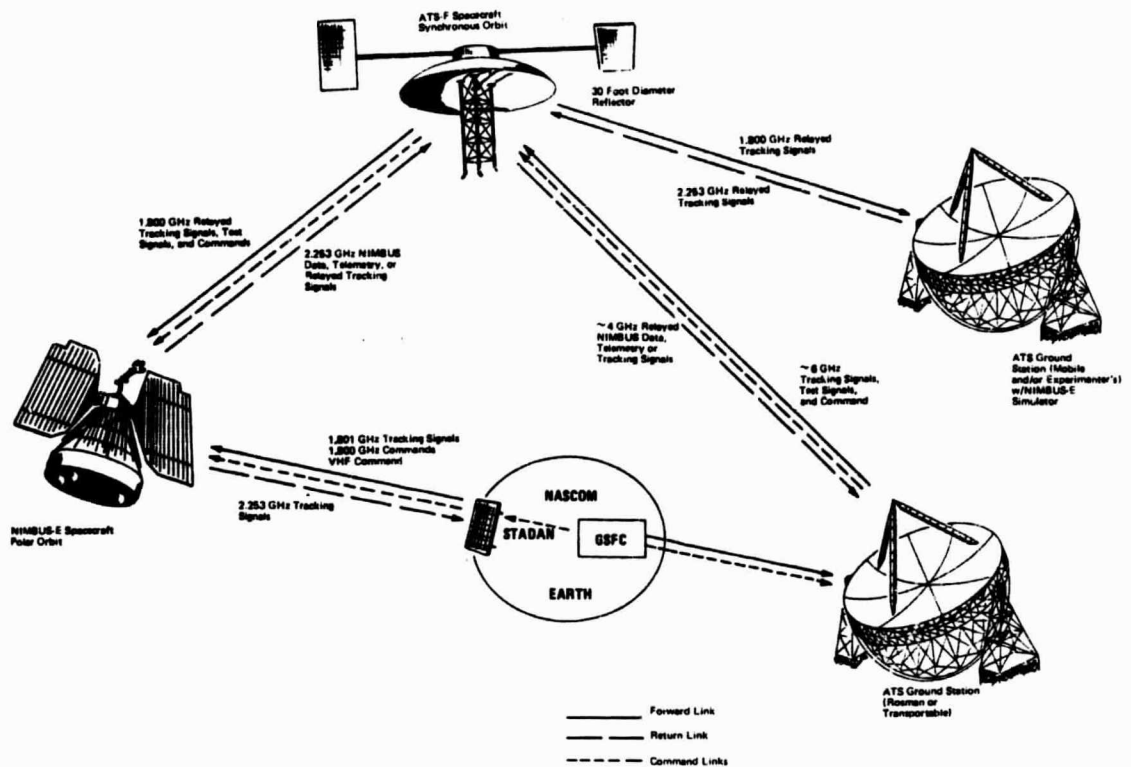 ATS-F Spacecraft
Synchronous Orbit
30 Foot Diameter
Reflector
1.800 GHz Relayed
Tracking Signals
2.253 GHz Relayed
Tracking Signals
1.800 GHz Relayed
Tracking Signals, Test
Signals, and Commands
2.253 GHz NIMBUS
Data, Telemetry, or
Relayed Tracking
Signals
~4 GHz Relayed
NIMBUS Data,
Telemetry or
Tracking Signals
~6 GHz
Tracking Signals,
Test Signals,
and Command
ATS Ground
Station (Mobile
and/or Experimenter's)
w/NIMBUS-E
Simulator
1.801 GHz Tracking Signals
1.800 GHz Commands
VHF Command
2.253 GHz Tracking
Signals
NIMBUS-E Spacecraft
Polar Orbit
NASCOM
STADAN
GSFC
EARTH
ATS Ground Station
(Rosman or
Transportable)
Forward Link
Return Link
Command Links